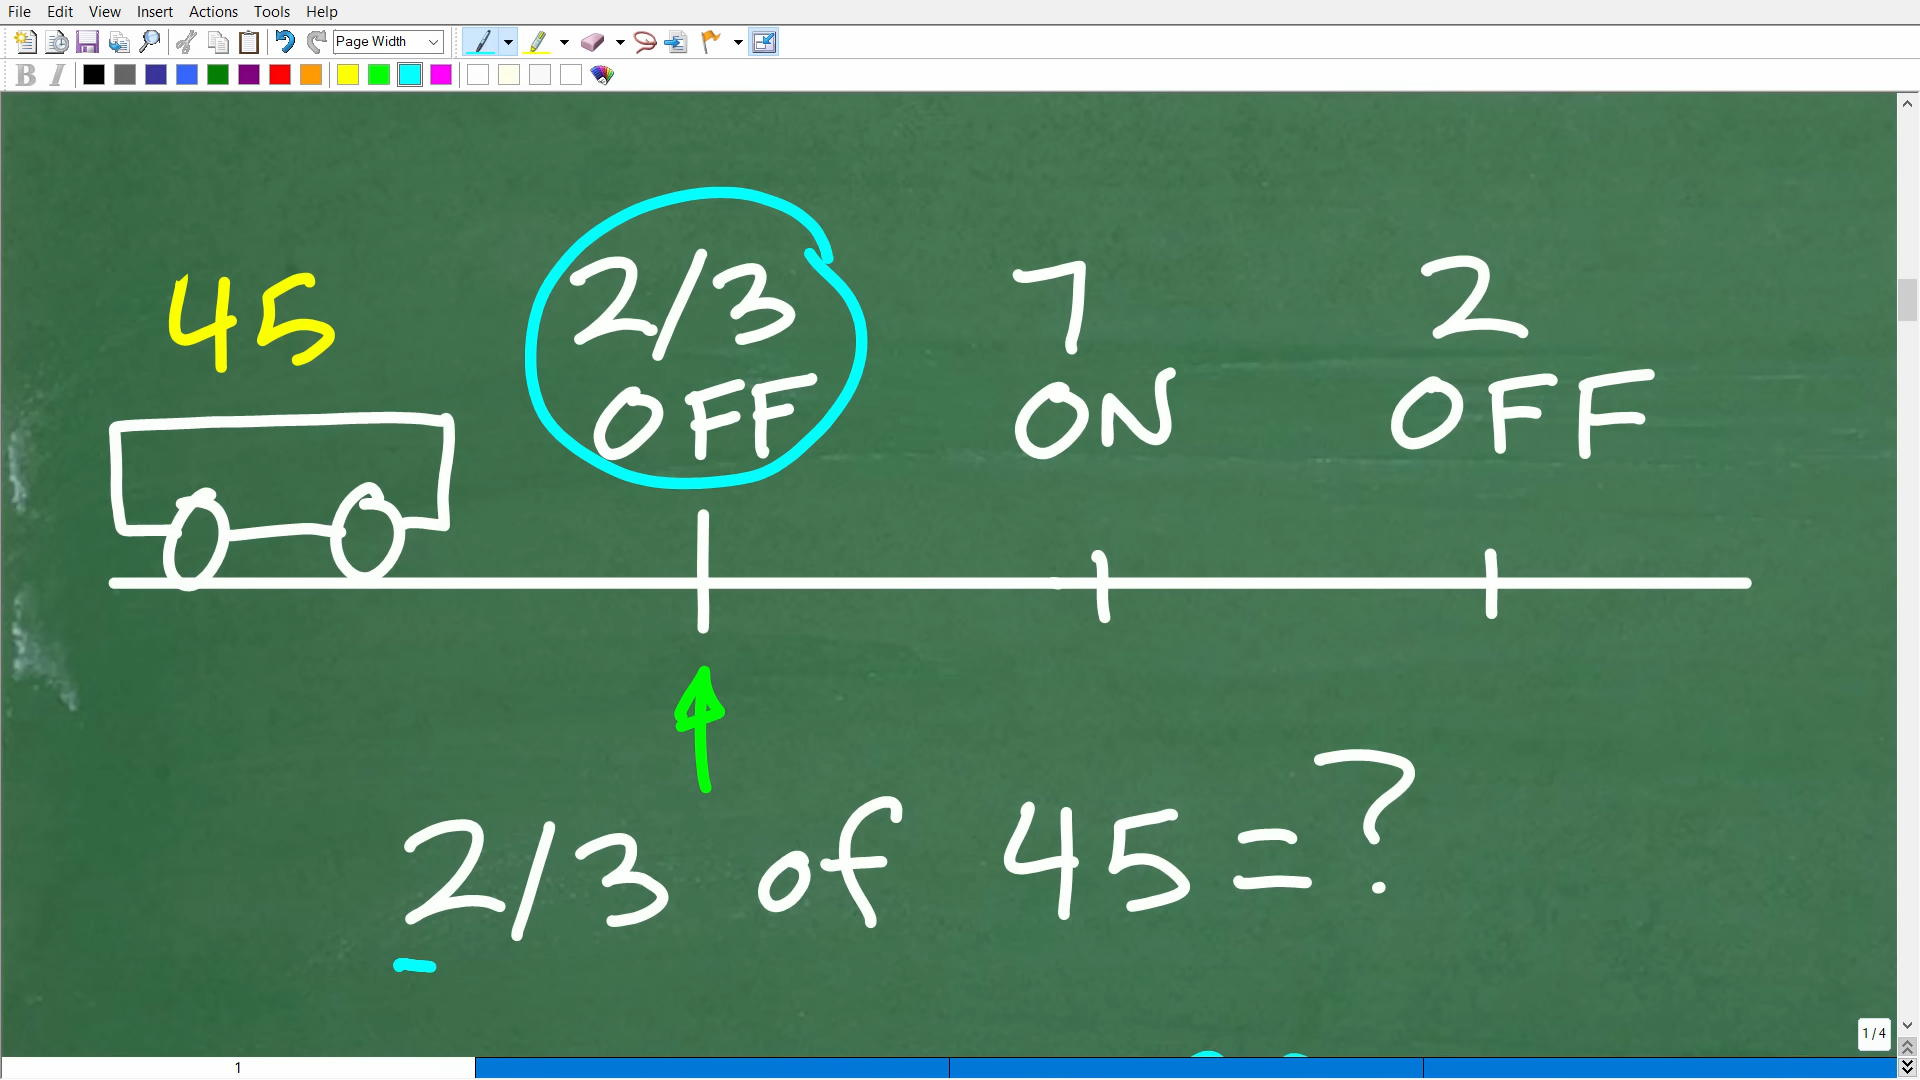 File Edit View Insert Actions Tools Help
Page Width
B I
45
2/3 7 2
OFF ON OFF
2/3 of 45 = ?
1 / 4
1